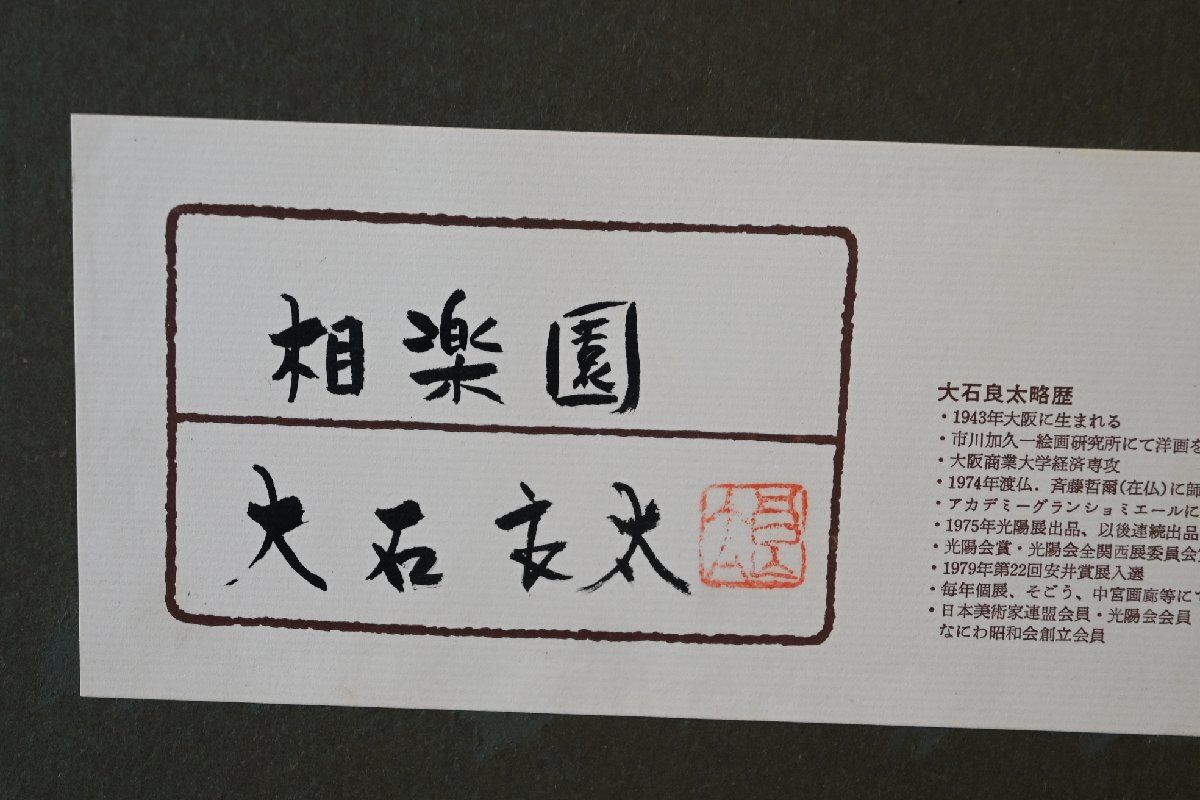 相楽園
大石良太
大石良太略歴
・1943年大阪に生まれる
・市川加久一絵画研究所にて洋画を
・大阪商業大学経済専攻
・1974年渡仏．斉藤哲爾(在仏)に師
・アカデミーグランショミエールに
・1975年光陽展出品、以後連続出品
・光陽会賞・光陽会全関西展委員会
・1979年第22回安井賞展入選
・毎年個展、そごう、中宮画廊等にて
・日本美術家連盟会員・光陽会会員
なにわ昭和会創立会員